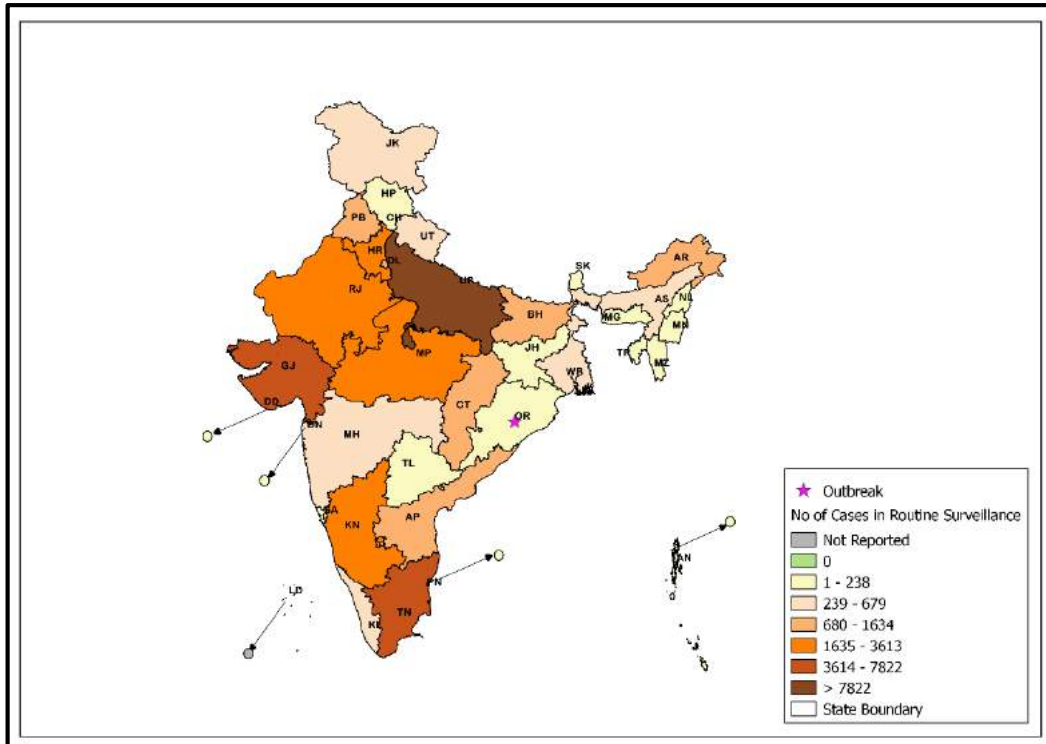 JK
HP
CH
PB
UT
HR
DL
UP
RJ
SK
AR
AS
NL
MG
MN
BH
TR
MZ
JH
MP
WB
GJ
CT
DD
DN
OR
MH
TL
GA
KN
AP
AN
PN
LD
TN
KE
Outbreak
No of Cases in Routine Surveillance
Not Reported
0
1 - 238
239 - 679
680 - 1634
1635 - 3613
3614 - 7822
> 7822
State Boundary